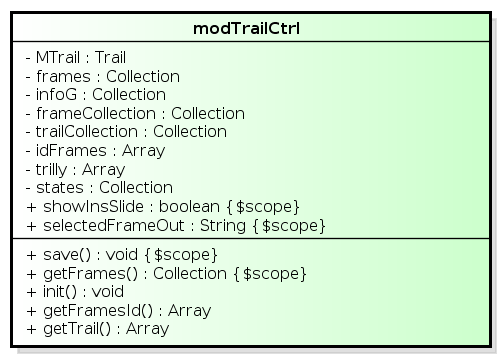 modTrailCtrl
- MTrail : Trail
- frames : Collection
- infoG : Collection
- frameCollection : Collection
- trailCollection : Collection
- idFrames : Array
- trilly : Array
- states : Collection
+ showInsSlide : boolean {$scope}
+ selectedFrameOut : String {$scope}
+ save() : void {$scope}
+ getFrames() : Collection {$scope}
+ init() : void
+ getFramesId() : Array
+ getTrail() : Array